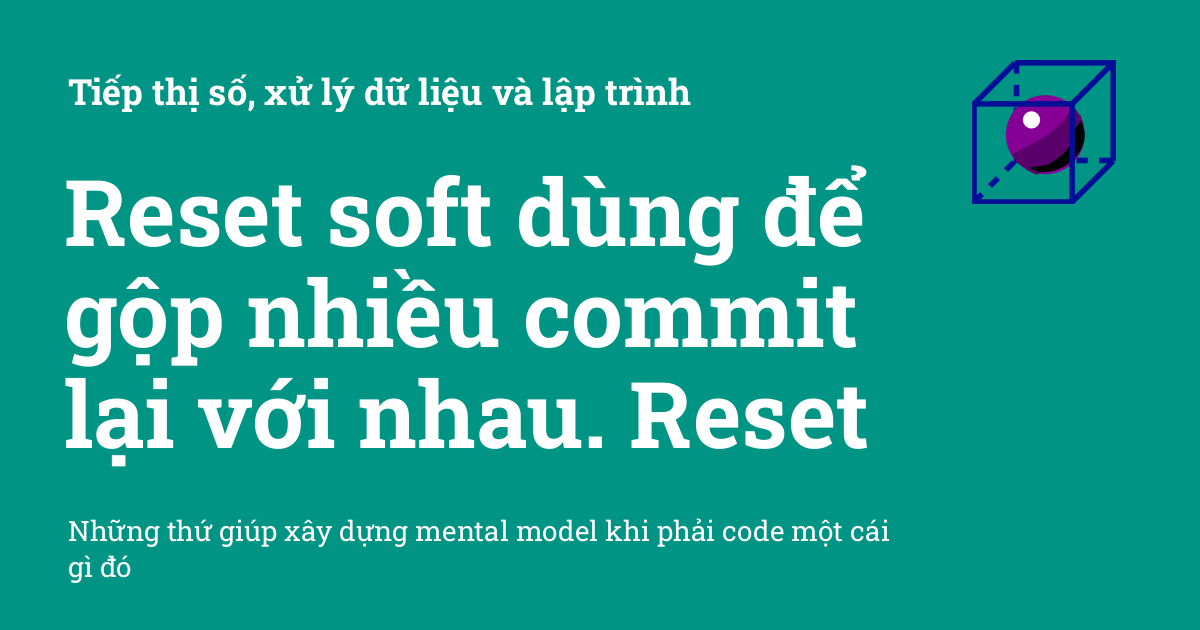 Tiếp thị số, xử lý dữ liệu và lập trình
Reset soft dùng để
gộp nhiều commit
lại với nhau. Reset
Những thứ giúp xây dựng mental model khi phải code một cái
gì đó